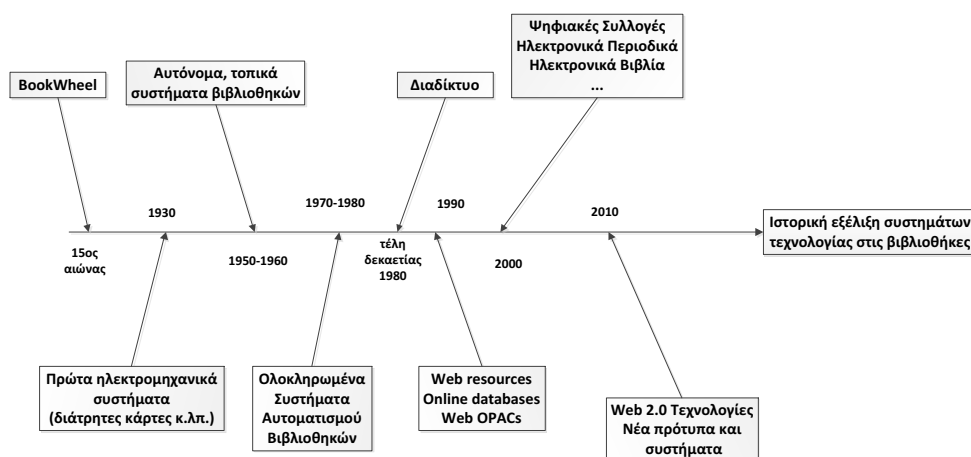 Ψηφιακές Συλλογές
Ηλεκτρονικά Περιοδικά
Ηλεκτρονικά Βιβλία
...
BookWheel
Αυτόνομα, τοπικά
συστήματα βιβλιοθηκών
Διαδίκτυο
1930
1970-1980
1990
2010
15ος
αιώνας
1950-1960
τέλη
δεκαετίας
1980
2000
Ιστορική εξέλιξη συστημάτων
τεχνολογίας στις βιβλιοθήκες
Πρώτα ηλεκτρομηχανικά
συστήματα
(διάτρητες κάρτες κ.λπ.)
Ολοκληρωμένα
Συστήματα
Αυτοματισμού
Βιβλιοθηκών
Web resources
Online databases
Web OPACs
Web 2.0 Τεχνολογίες
Νέα πρότυπα και
συστήματα